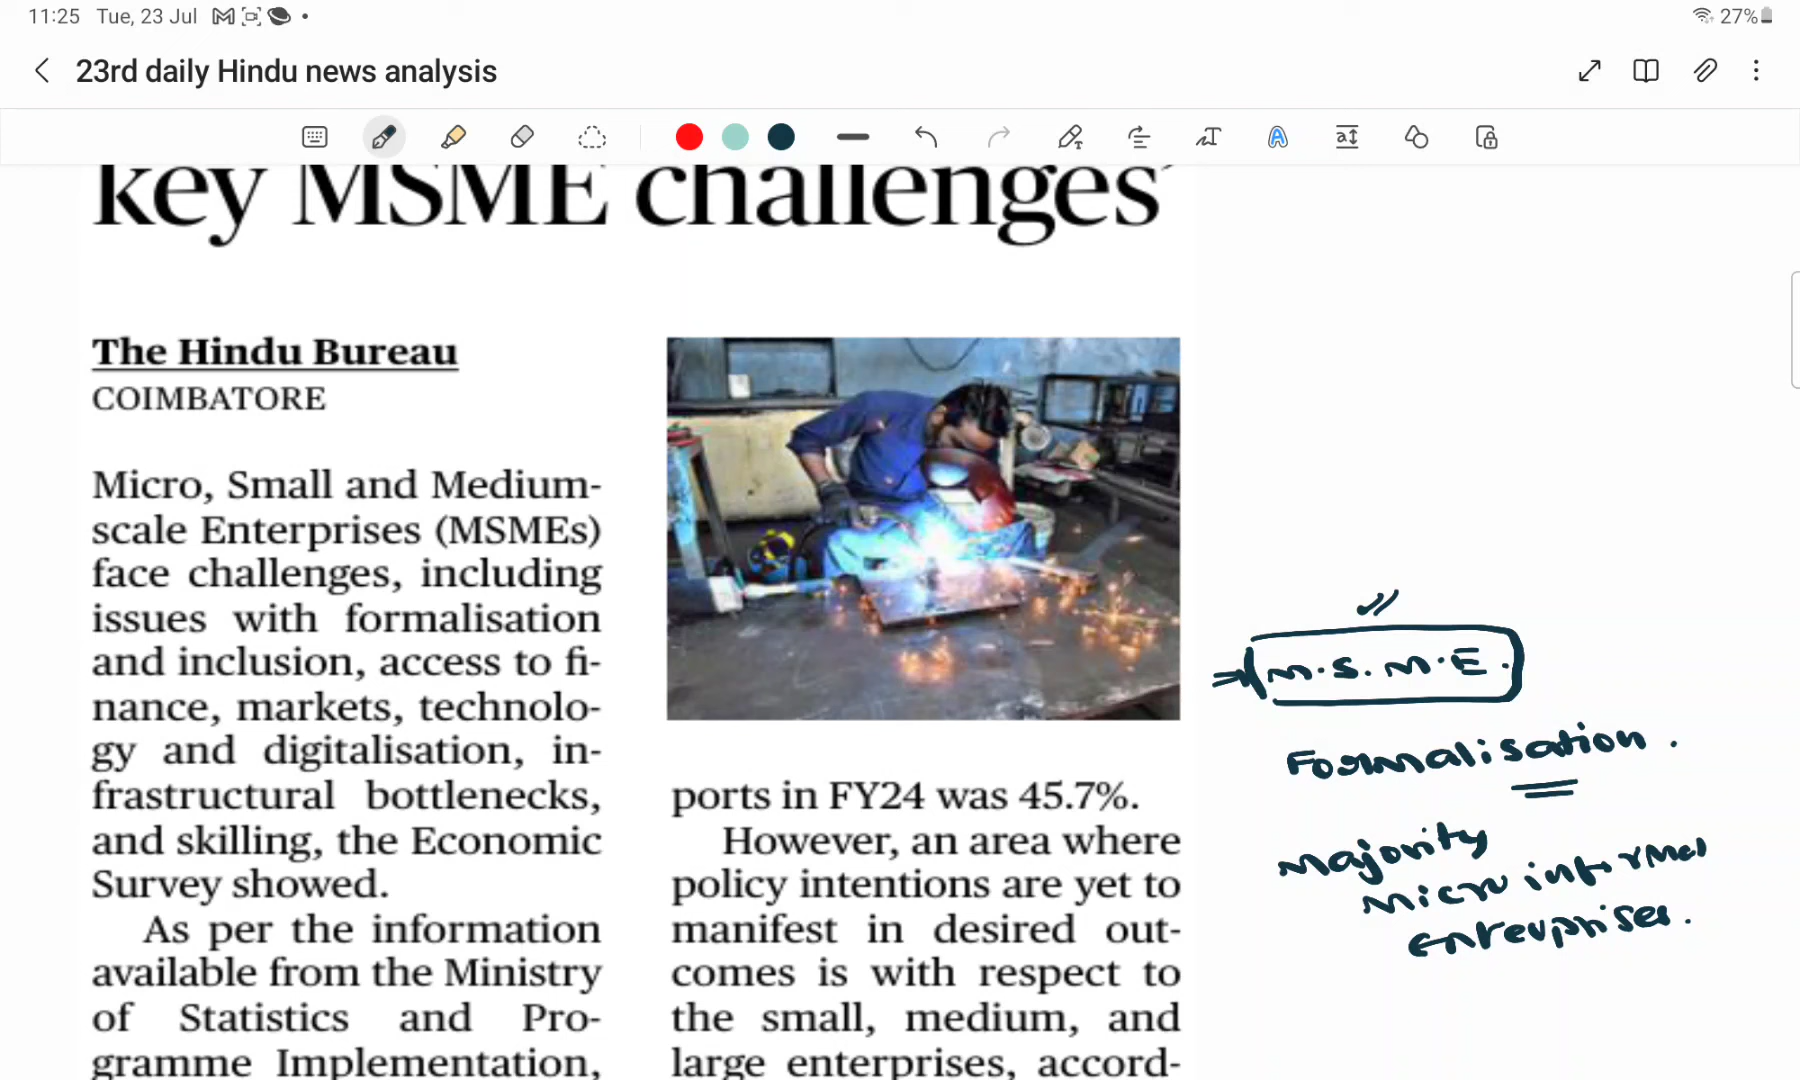 11:25 Tue, 23 Jul
27%
23rd daily Hindu news analysis
key MSME challenges’
The Hindu Bureau
COIMBATORE
Micro, Small and Medium-
scale Enterprises (MSMEs)
face challenges, including
issues with formalisation
and inclusion, access to fi-
nance, markets, technolo-
gy and digitalisation, in-
frastructural bottlenecks,
and skilling, the Economic
Survey showed.
As per the information
available from the Ministry
of Statistics and Pro-
gramme Implementation,
ports in FY24 was 45.7%.
However, an area where
policy intentions are yet to
manifest in desired out-
comes is with respect to
the small, medium, and
large enterprises, accord-
M.S.M.E.
Formalisation.
Majority
Micro informal
enterprises.